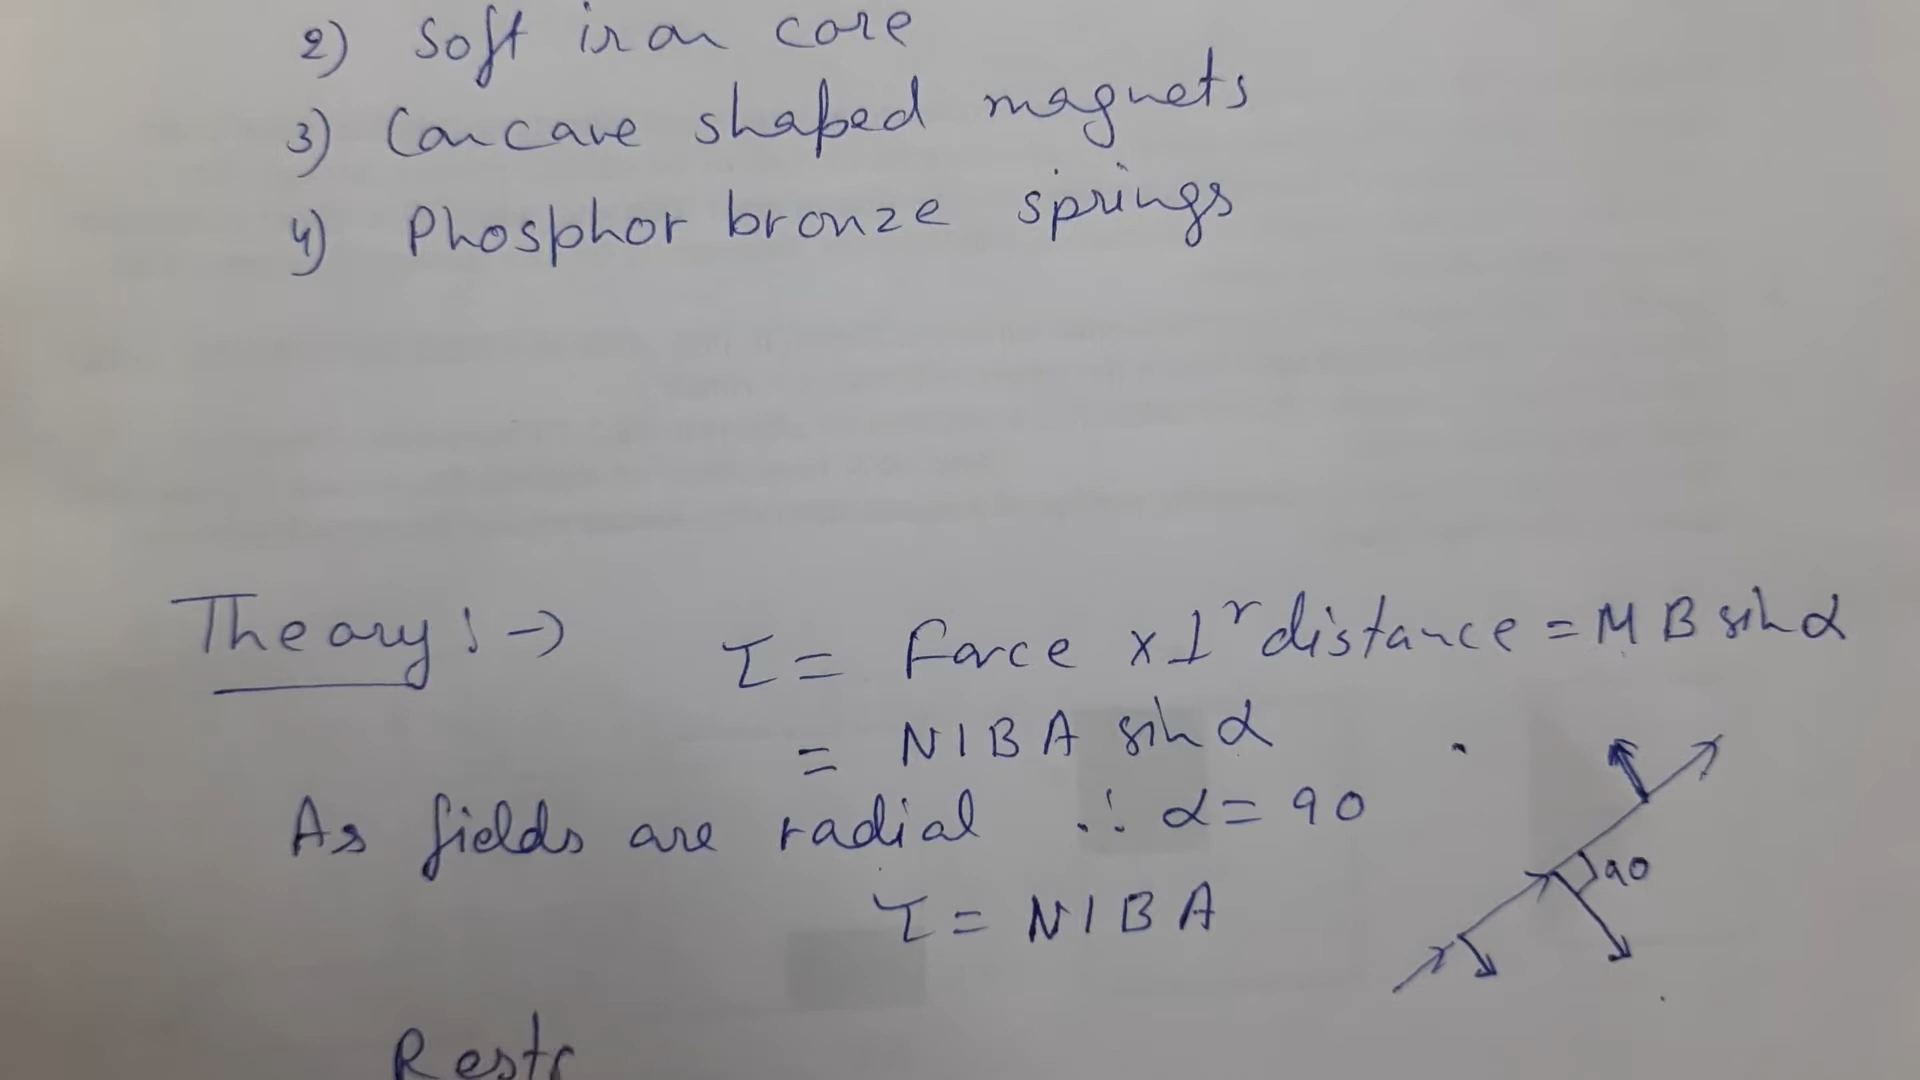 2) Soft iron core
3) Concave shaped magnets
4) Phosphor bronze springs
Theory :→ τ = Force x ⊥r distance = M B sin α
= N I B A sin α
As fields are radial ∴ α = 90
90
τ = N I B A
Restr